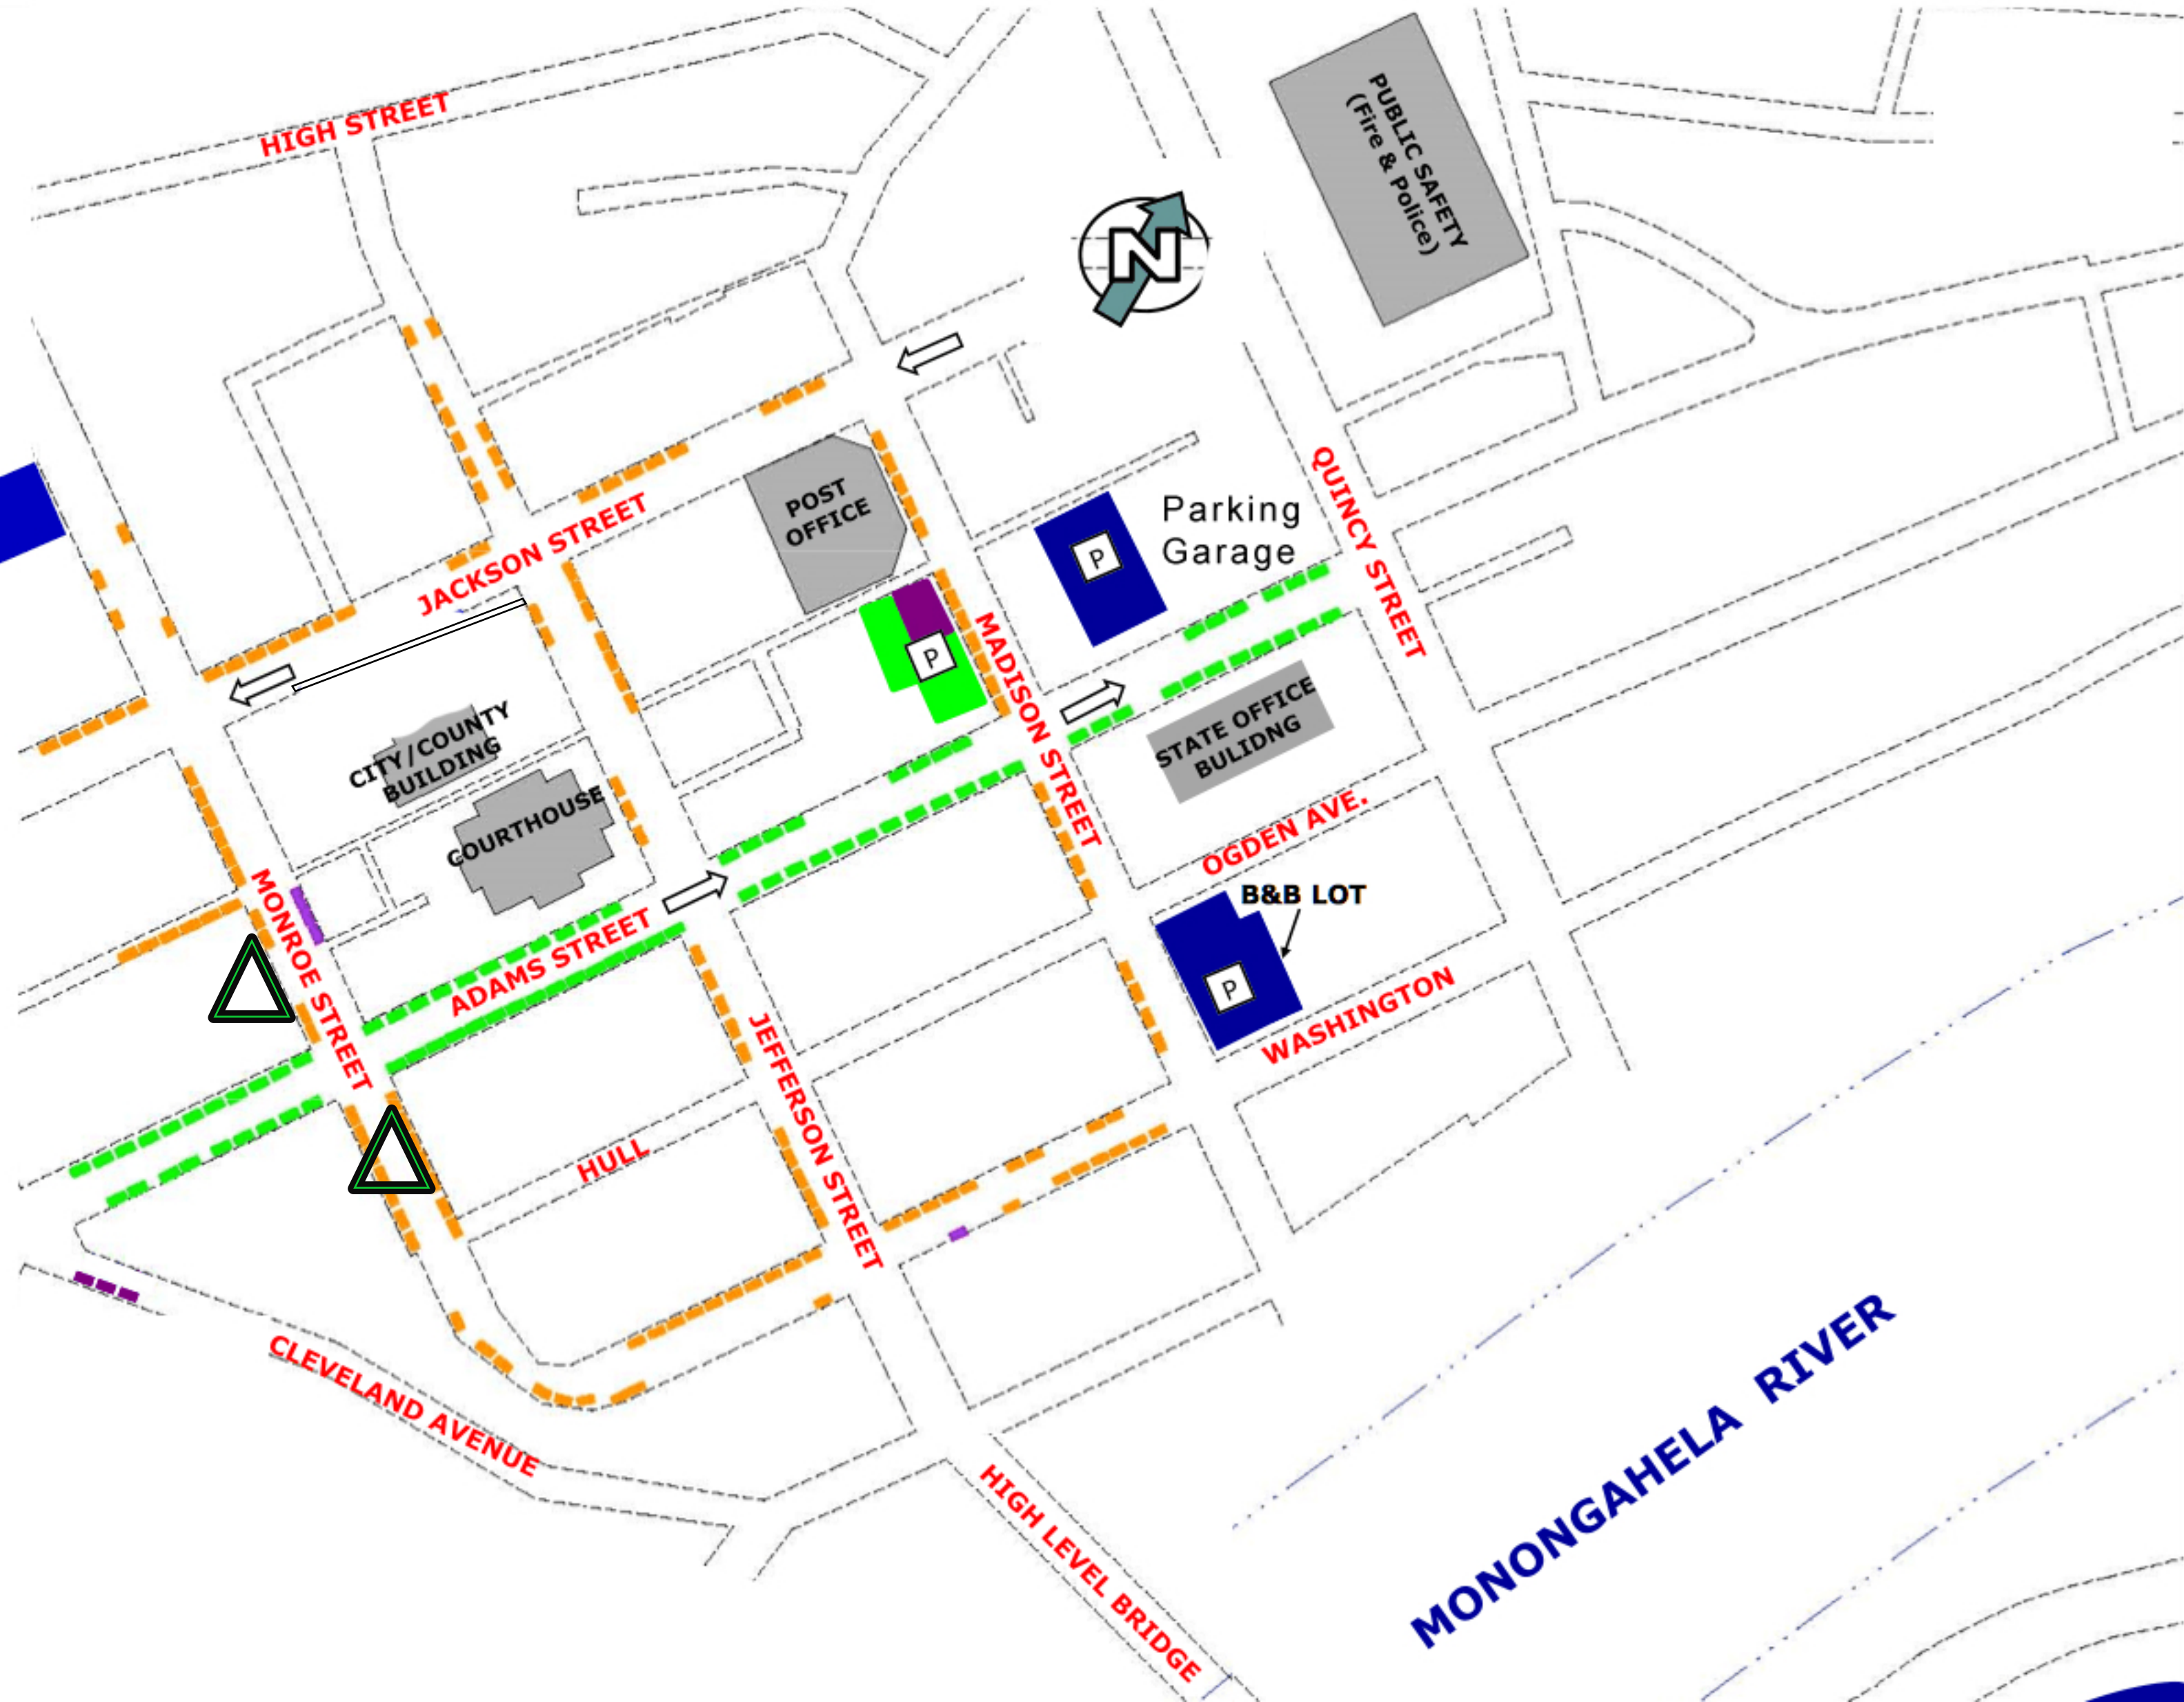 HIGH STREET
PUBLIC SAFETY
(Fire & Police)
N
QUINCY STREET
Parking
Garage
P
POST
OFFICE
JACKSON STREET
P
MADISON STREET
STATE OFFICE
BULIDNG
CITY/COUNTY
BUILDING
COURTHOUSE
OGDEN AVE.
B&B LOT
P
MONROE STREET
ADAMS STREET
WASHINGTON
JEFFERSON STREET
HULL
CLEVELAND AVENUE
HIGH LEVEL BRIDGE
MONONGAHELA RIVER